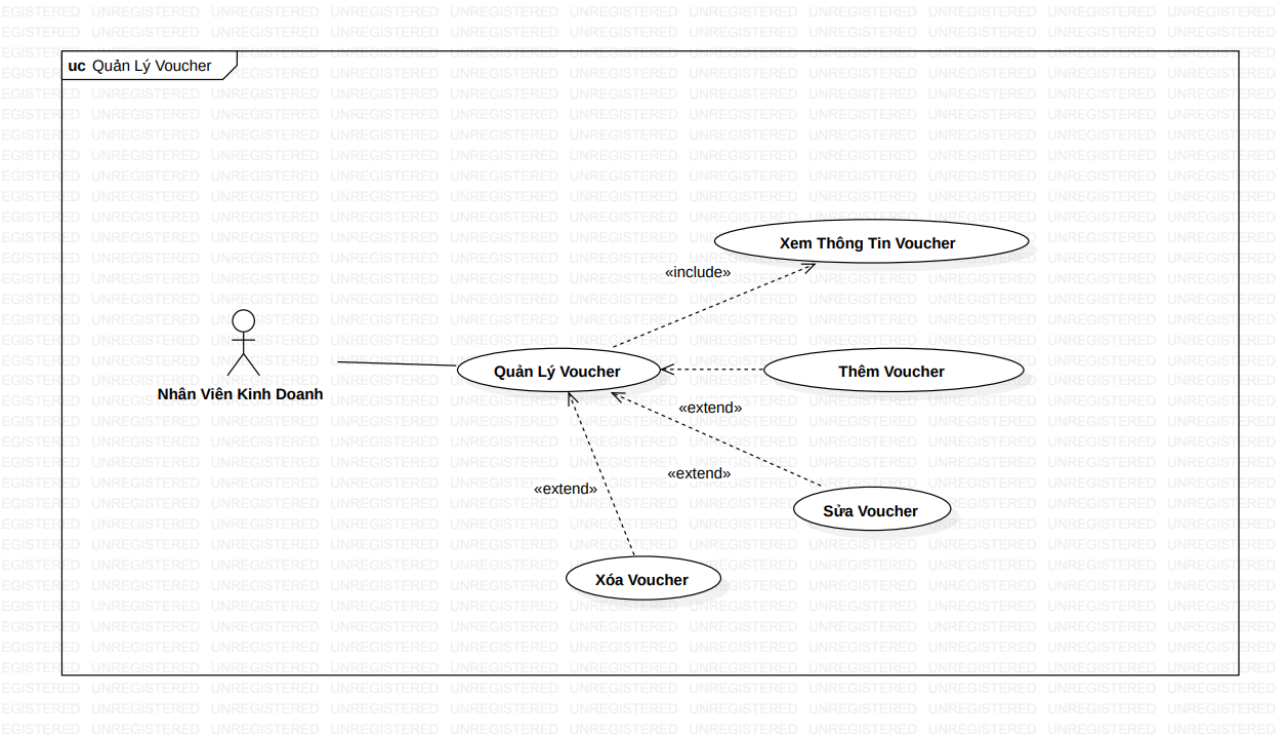 uc Quản Lý Voucher
Xem Thông Tin Voucher
«include»
Quản Lý Voucher
Thêm Voucher
Nhân Viên Kinh Doanh
«extend»
«extend»
«extend»
Sửa Voucher
Xóa Voucher
UNREGISTERED